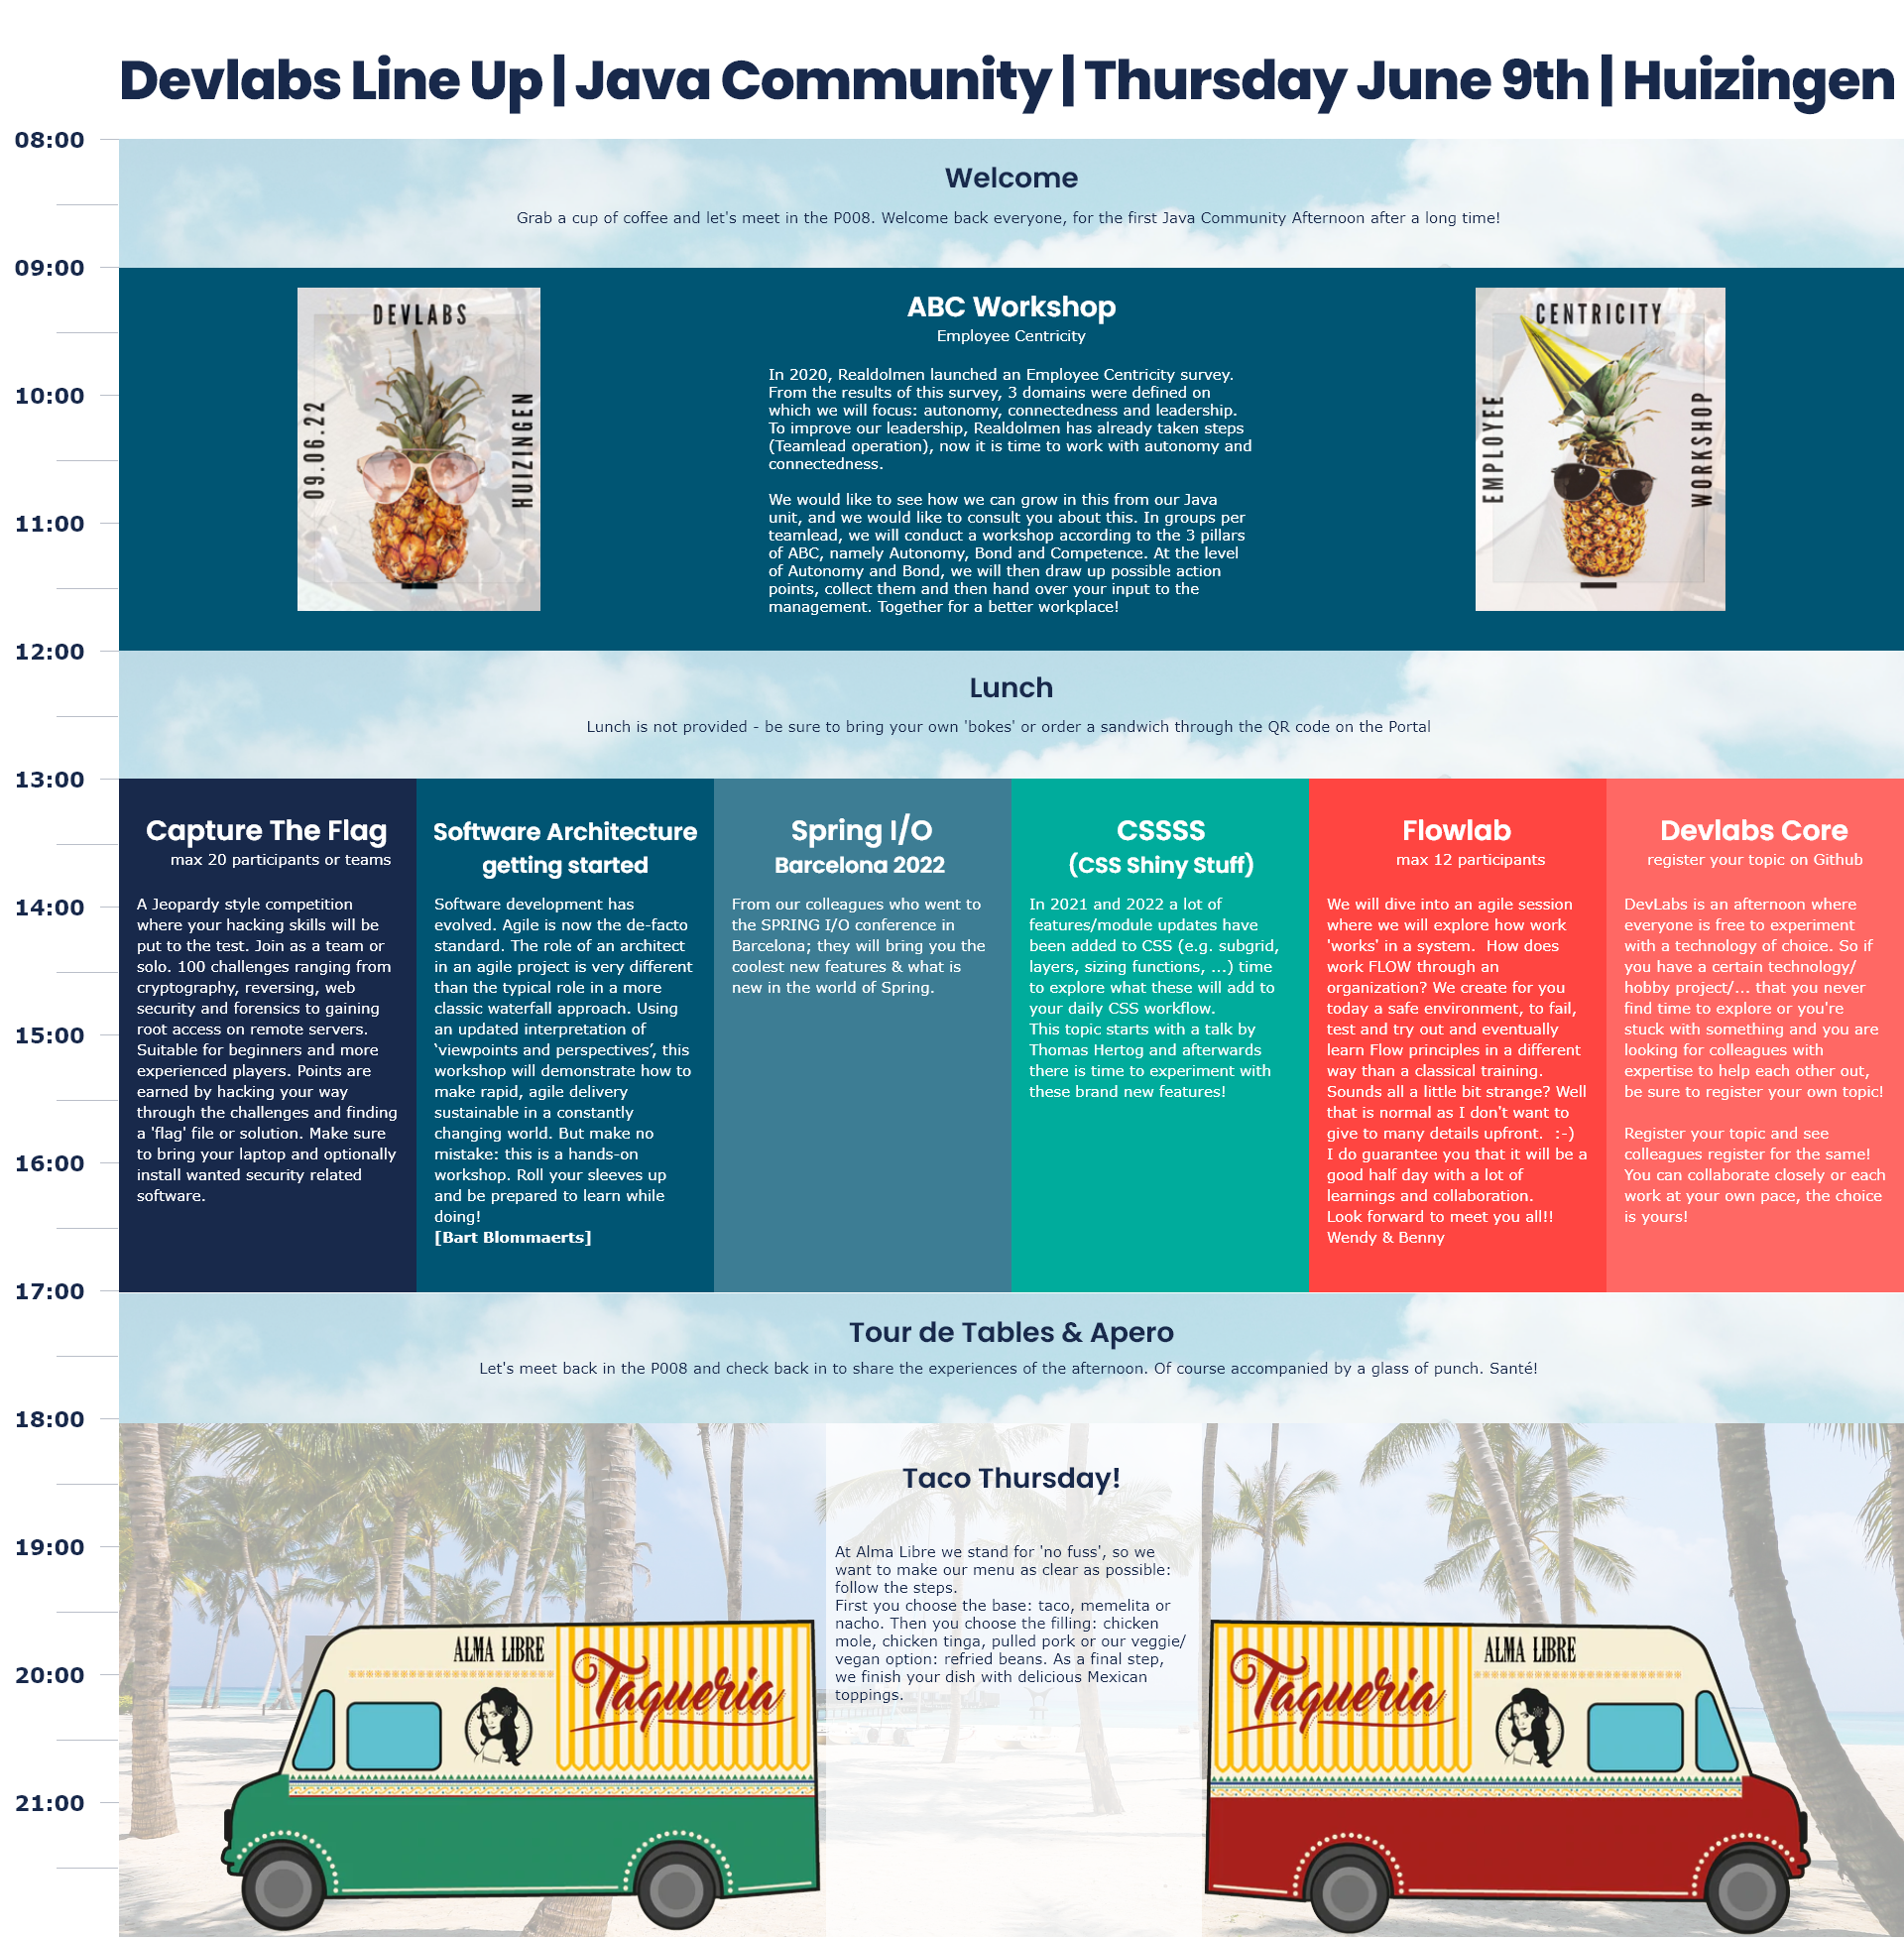 Devlabs Line Up | Java Community | Thursday June 9th | Huizingen
08:00
Welcome
Grab a cup of coffee and let's meet in the P008. Welcome back everyone, for the first Java Community Afternoon after a long time!
09:00
DEVLABS
09.06.22
HUIZINGEN
ABC Workshop
Employee Centricity
In 2020, Realdolmen launched an Employee Centricity survey.
From the results of this survey, 3 domains were defined on
which we will focus: autonomy, connectedness and leadership.
To improve our leadership, Realdolmen has already taken steps
(Teamlead operation), now it is time to work with autonomy and
connectedness.
We would like to see how we can grow in this from our Java
unit, and we would like to consult you about this. In groups per
teamlead, we will conduct a workshop according to the 3 pillars
of ABC, namely Autonomy, Bond and Competence. At the level
of Autonomy and Bond, we will then draw up possible action
points, collect them and then hand over your input to the
management. Together for a better workplace!
CENTRICITY
EMPLOYEE
WORKSHOP
10:00
11:00
12:00
Lunch
Lunch is not provided - be sure to bring your own 'bokes' or order a sandwich through the QR code on the Portal
13:00
Capture The Flag
max 20 participants or teams
A Jeopardy style competition
where your hacking skills will be
put to the test. Join as a team or
solo. 100 challenges ranging from
cryptography, reversing, web
security and forensics to gaining
root access on remote servers.
Suitable for beginners and more
experienced players. Points are
earned by hacking your way
through the challenges and finding
a 'flag' file or solution. Make sure
to bring your laptop and optionally
install wanted security related
software.
Software Architecture
getting started
Software development has
evolved. Agile is now the de-facto
standard. The role of an architect
in an agile project is very different
than the typical role in a more
classic waterfall approach. Using
an updated interpretation of
‘viewpoints and perspectives’, this
workshop will demonstrate how to
make rapid, agile delivery
sustainable in a constantly
changing world. But make no
mistake: this is a hands-on
workshop. Roll your sleeves up
and be prepared to learn while
doing!
[Bart Blommaerts]
Spring I/O
Barcelona 2022
From our colleagues who went to
the SPRING I/O conference in
Barcelona; they will bring you the
coolest new features & what is
new in the world of Spring.
CSSSS
(CSS Shiny Stuff)
In 2021 and 2022 a lot of
features/module updates have
been added to CSS (e.g. subgrid,
layers, sizing functions, ...) time
to explore what these will add to
your daily CSS workflow.
This topic starts with a talk by
Thomas Hertog and afterwards
there is time to experiment with
these brand new features!
Flowlab
max 12 participants
We will dive into an agile session
where we will explore how work
'works' in a system.  How does
work FLOW through an
organization? We create for you
today a safe environment, to fail,
test and try out and eventually
learn Flow principles in a different
way than a classical training.
Sounds all a little bit strange? Well
that is normal as I don't want to
give to many details upfront.  :-)
I do guarantee you that it will be a
good half day with a lot of
learnings and collaboration.
Look forward to meet you all!!
Wendy & Benny
Devlabs Core
register your topic on Github
DevLabs is an afternoon where
everyone is free to experiment
with a technology of choice. So if
you have a certain technology/
hobby project/... that you never
find time to explore or you're
stuck with something and you are
looking for colleagues with
expertise to help each other out,
be sure to register your own topic!
Register your topic and see
colleagues register for the same!
You can collaborate closely or each
work at your own pace, the choice
is yours!
14:00
15:00
16:00
17:00
Tour de Tables & Apero
Let's meet back in the P008 and check back in to share the experiences of the afternoon. Of course accompanied by a glass of punch. Santé!
18:00
Taco Thursday!
At Alma Libre we stand for 'no fuss', so we
want to make our menu as clear as possible:
follow the steps.
First you choose the base: taco, memelita or
nacho. Then you choose the filling: chicken
mole, chicken tinga, pulled pork or our veggie/
vegan option: refried beans. As a final step,
we finish your dish with delicious Mexican
toppings.
19:00
20:00
21:00
ALMA LIBRE
Taqueria
Taqueria
ALMA LIBRE